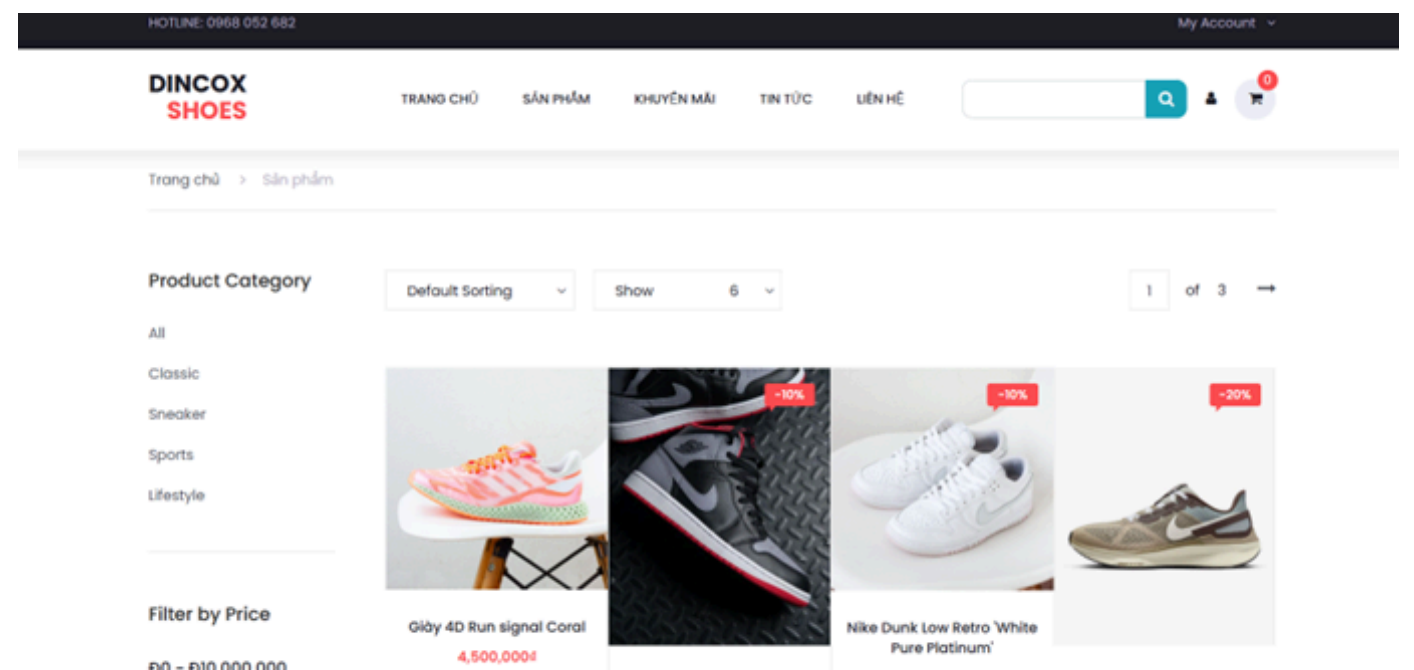 HOTLINE: 0968 052 682
My Account
DINCOX
SHOES
TRANG CHỦ
SẢN PHẨM
KHUYẾN MÃI
TIN TỨC
LIÊN HỆ
0
Trang chủ > Sản phẩm
Product Category
All
Classic
Sneaker
Sports
Lifestyle
Filter by Price
Đ0 - Đ10,000,000
Default Sorting
Show 6
1 of 3 →
-10%
-10%
-20%
Giày 4D Run signal Coral
4,500,000đ
Nike Dunk Low Retro 'White
Pure Platinum'